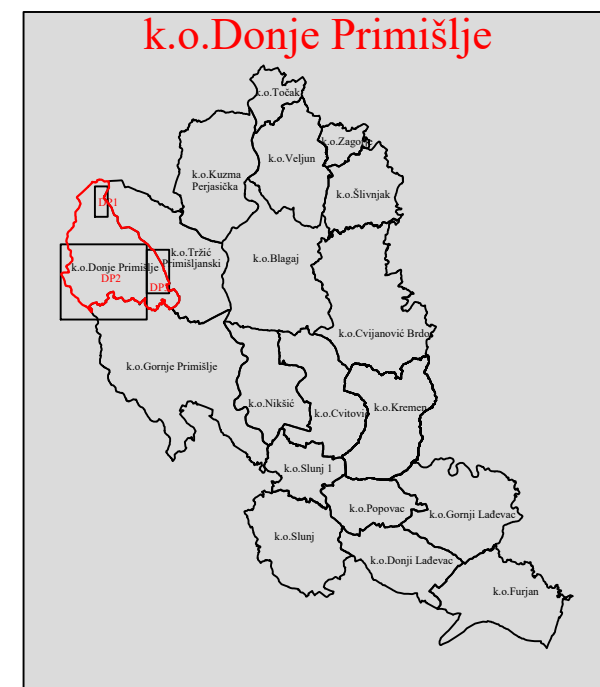 k.o.Donje Primišlje
k.o.Točak
k.o.Zagorje
k.o.Veljun
k.o.Kuzma
Perjasička
k.o.Šlivnjak
DP1
k.o.Tržić
Primišljanski
k.o.Blagaj
k.o.Donje Primišlje
DP2
k.o.Cvijanović Brdo
k.o.Gornje Primišlje
k.o.Nikšić
k.o.Cvitović
k.o.Kremen
k.o.Slunj 1
k.o.Popovac
k.o.Gornji Lađevac
k.o.Slunj
k.o.Donji Lađevac
k.o.Furjan